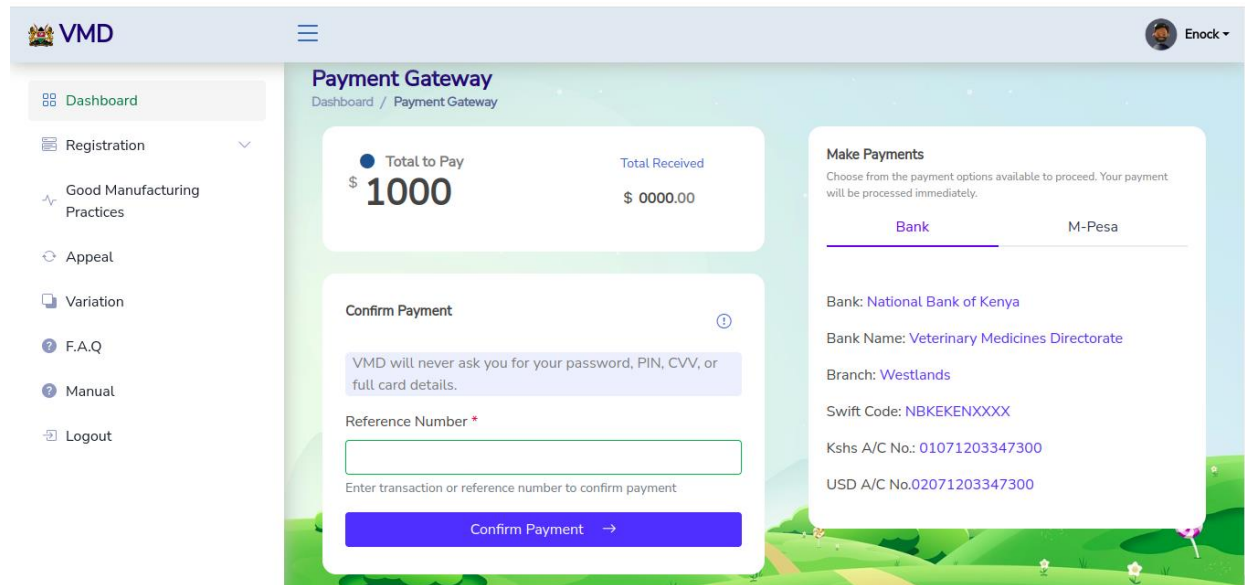 VMD
Enock
Dashboard
Registration
Good Manufacturing
Practices
Appeal
Variation
F.A.Q
Manual
Logout
Payment Gateway
Dashboard / Payment Gateway
Total to Pay
$ 1000
Total Received
$ 0000.00
Confirm Payment
VMD will never ask you for your password, PIN, CVV, or
full card details.
Reference Number *
Enter transaction or reference number to confirm payment
Confirm Payment →
Make Payments
Choose from the payment options available to proceed. Your payment
will be processed immediately.
Bank M-Pesa
Bank: National Bank of Kenya
Bank Name: Veterinary Medicines Directorate
Branch: Westlands
Swift Code: NBKEKENXXXX
Kshs A/C No.: 01071203347300
USD A/C No.02071203347300